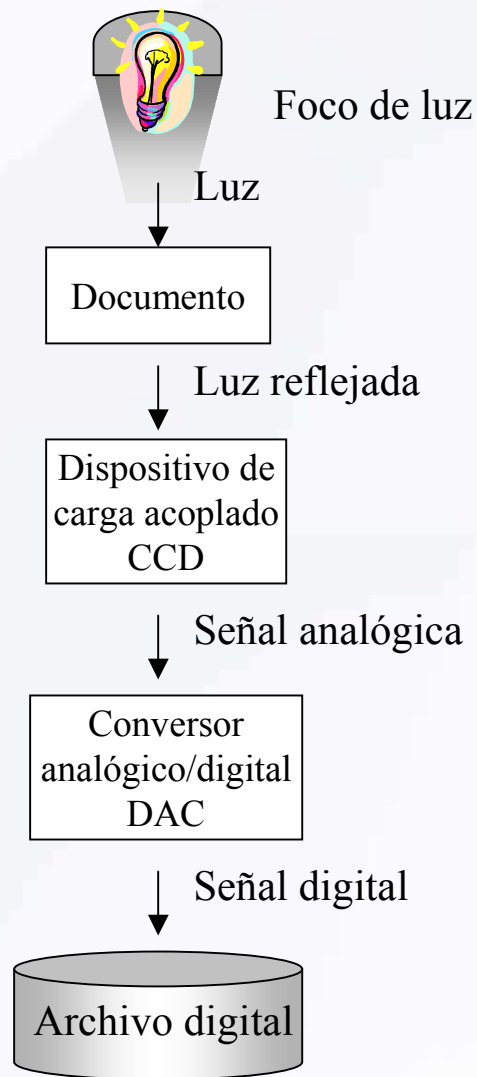 Foco de luz
Luz
Documento
Luz reflejada
Dispositivo de
carga acoplado
CCD
Señal analógica
Conversor
analógico/digital
DAC
Señal digital
Archivo digital